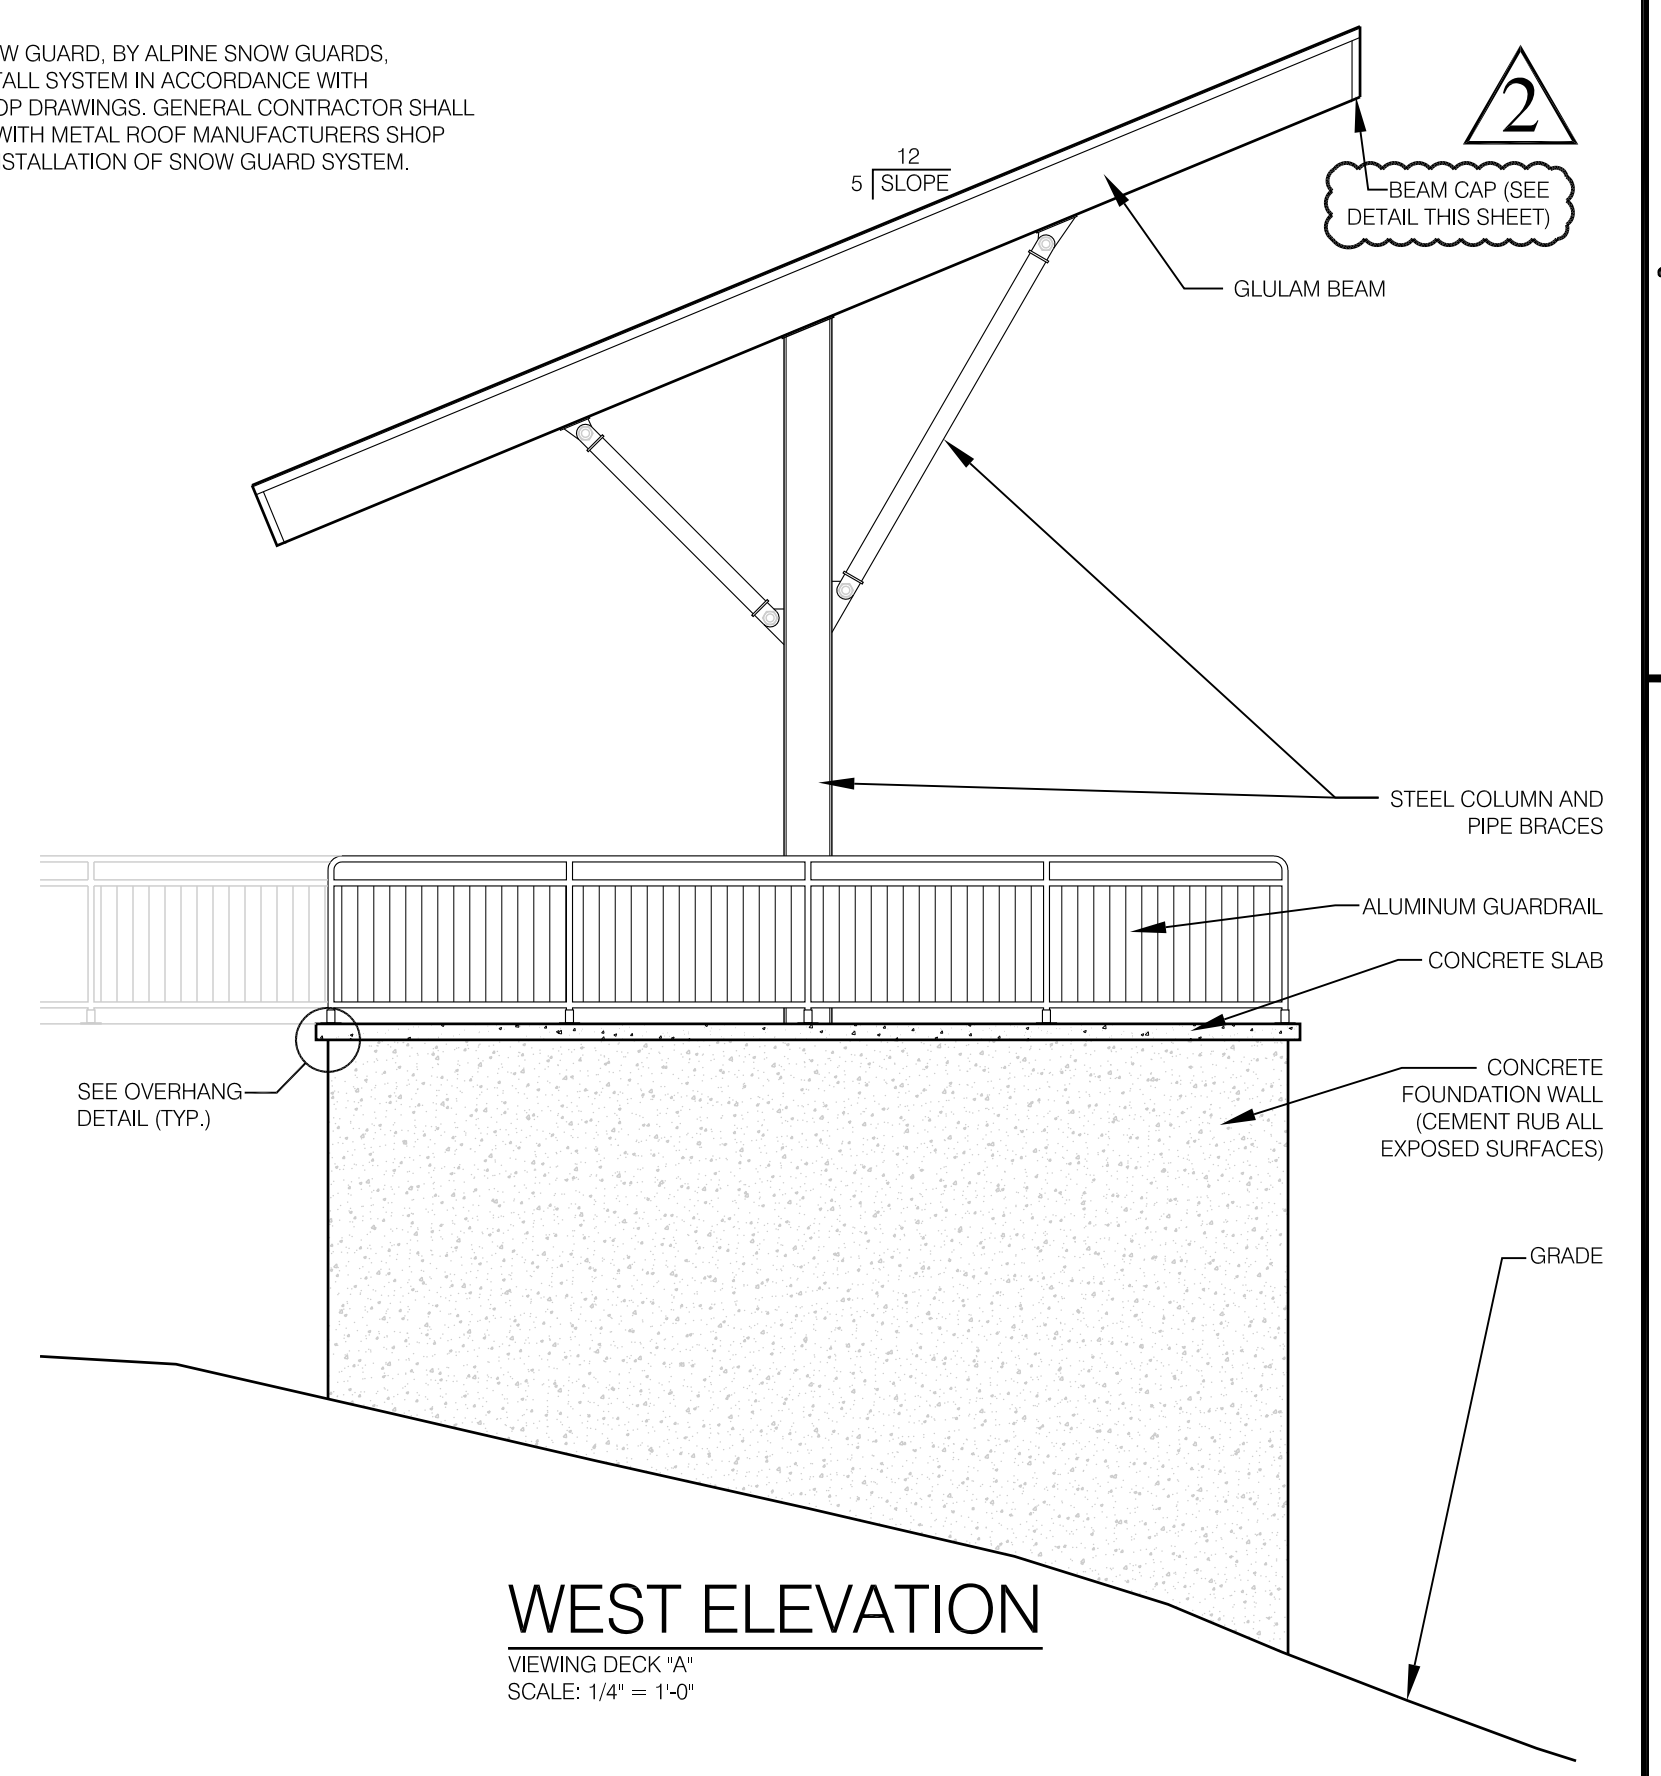 GUARD, BY ALPINE SNOW GUARDS,
SYSTEM IN ACCORDANCE WITH
DRAWINGS. GENERAL CONTRACTOR SHALL
WITH METAL ROOF MANUFACTURERS SHOP
OF SNOW GUARD SYSTEM.
2
12
5 SLOPE
BEAM CAP (SEE
DETAIL THIS SHEET)
GLULAM BEAM
STEEL COLUMN AND
PIPE BRACES
ALUMINUM GUARDRAIL
CONCRETE SLAB
SEE OVERHANG
DETAIL (TYP.)
CONCRETE
FOUNDATION WALL
(CEMENT RUB ALL
EXPOSED SURFACES)
GRADE
WEST ELEVATION
VIEWING DECK "A"
SCALE: 1/4" = 1'-0"